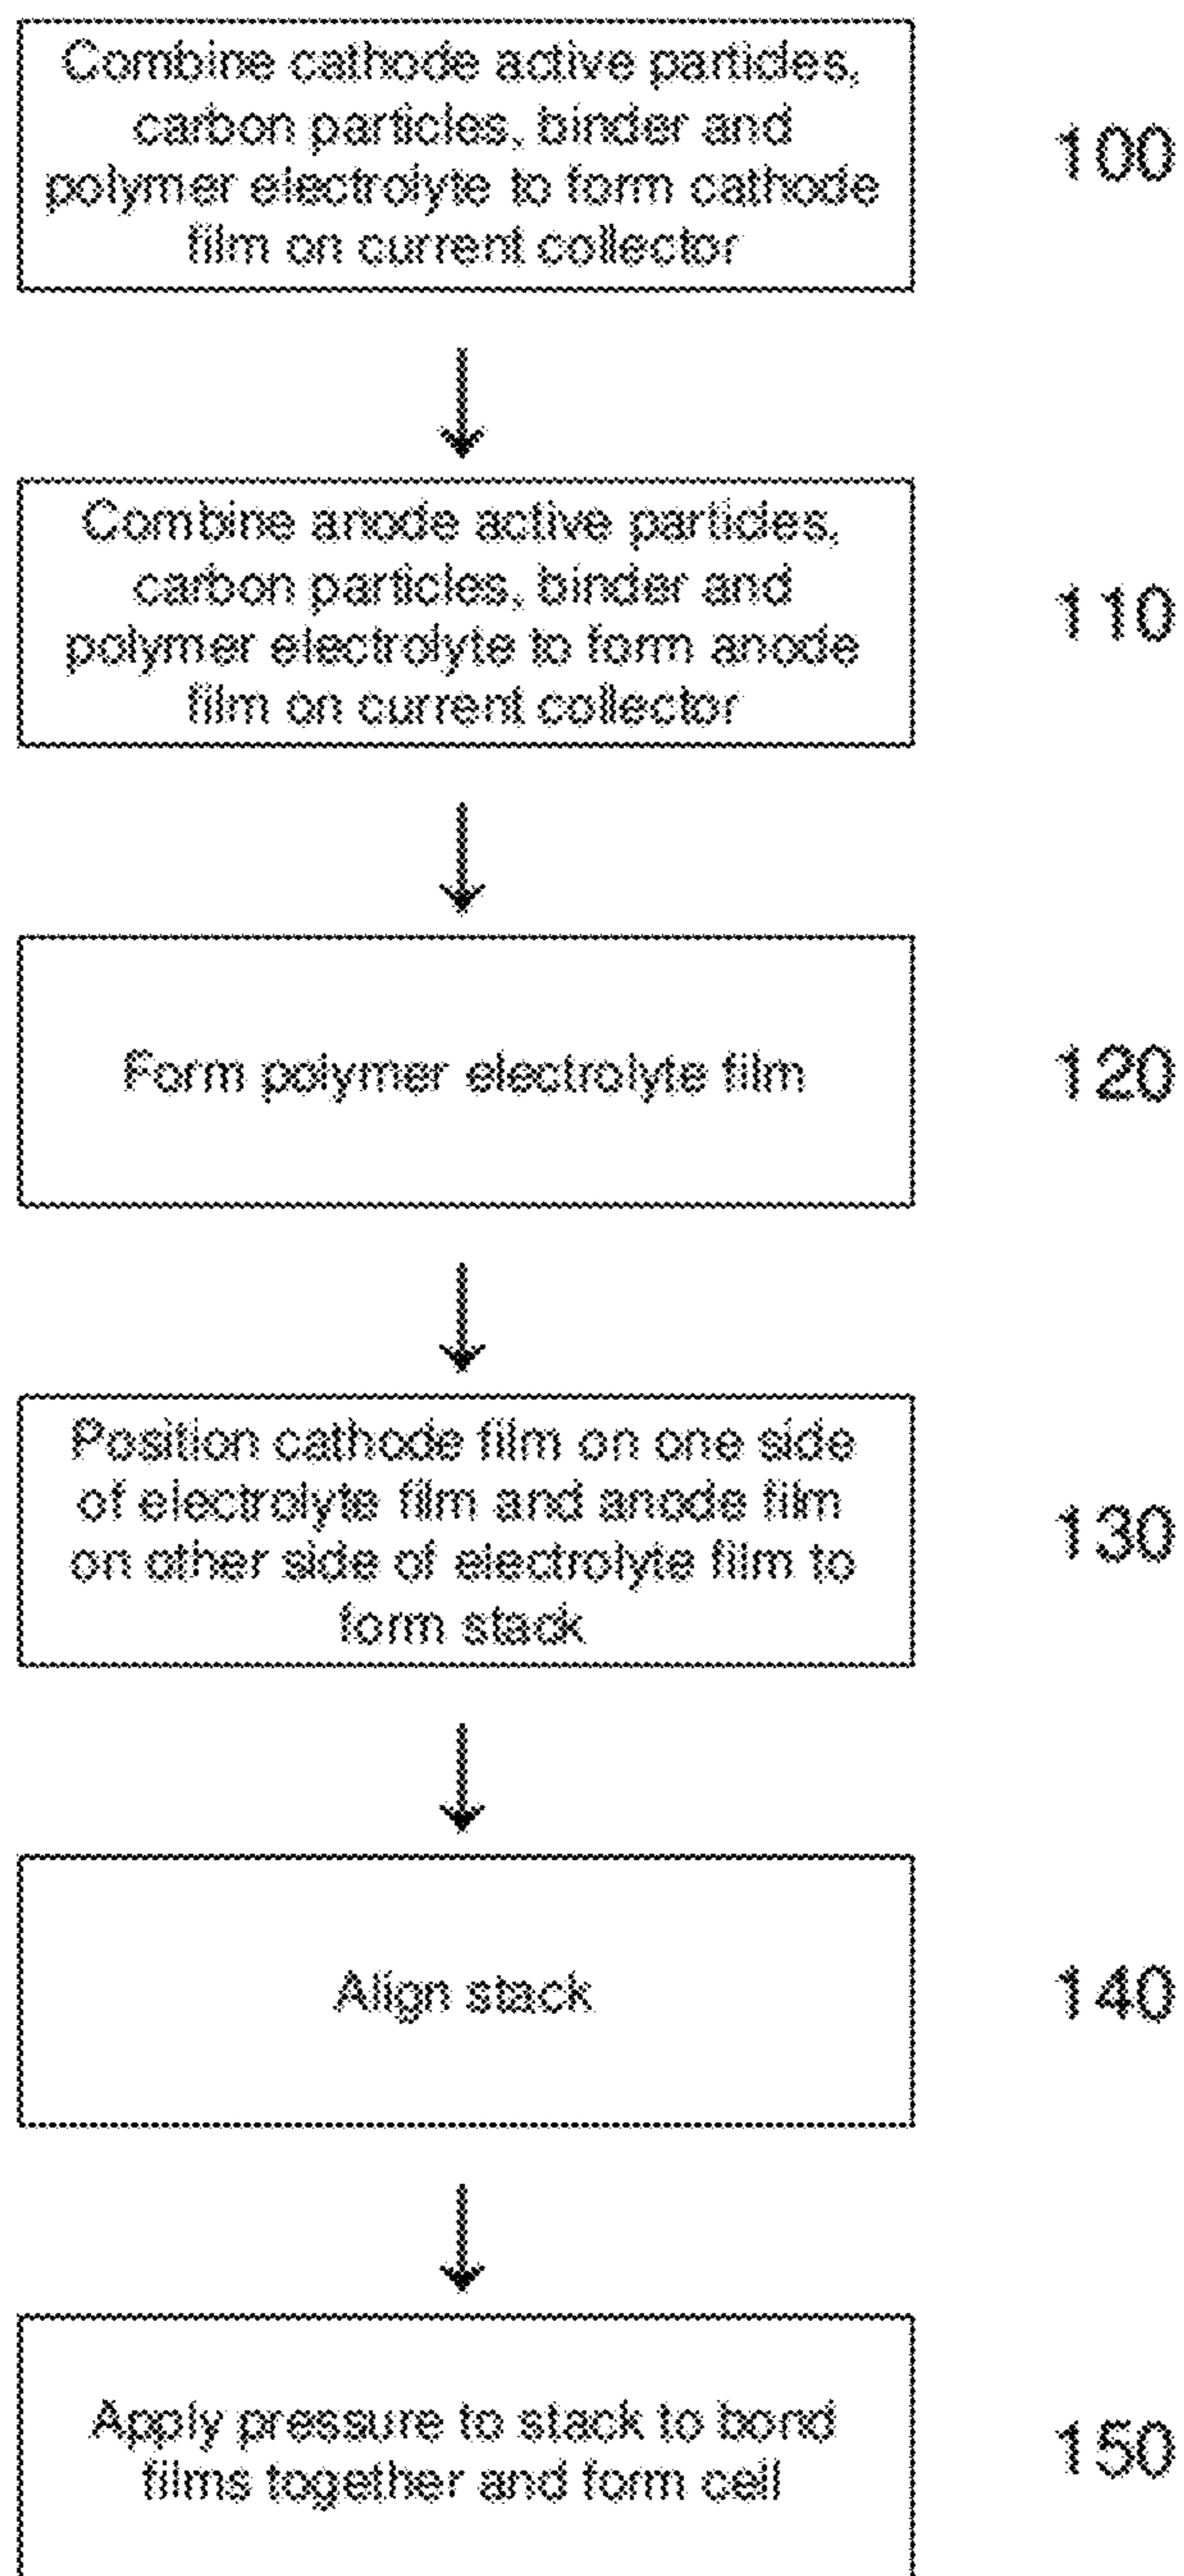 Combine cathode active particles,
carbon particles, binder and
polymer electrolyte to form cathode
film on current collector
100
Combine anode active particles,
carbon particles, binder and
polymer electrolyte to form anode
film on current collector
110
Form polymer electrolyte film
120
Position cathode film on one side
of electrolyte film and anode film
on other side of electrolyte film to
form stack
130
Align stack
140
Apply pressure to stack to bond
films together and form cell
150